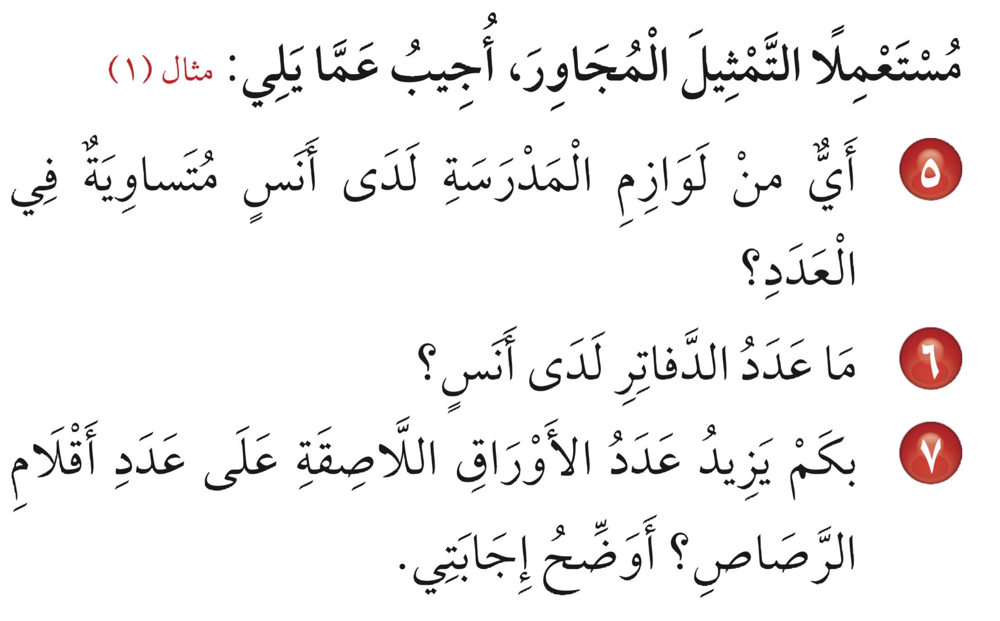 مُسْتَعْمِلًا التَّمْثِيلَ الْمُجَاوِرَ، أُجِيبُ عَمَّا يَلِي: مثال (١)
٥ أَيٌّ منْ لَوَازِمِ الْمَدْرَسَةِ لَدَى أَنَسٍ مُتَساوِيَةٌ فِي
الْعَدَدِ؟
٦ مَا عَدَدُ الدَّفاتِرِ لَدَى أَنَسٍ؟
٧ بكَمْ يَزِيدُ عَدَدُ الأَوْرَاقِ اللَّاصِقَةِ عَلَى عَدَدِ أَقْلَامِ
الرَّصَاصِ؟ أَوَضِّحُ إِجَابَتِي.